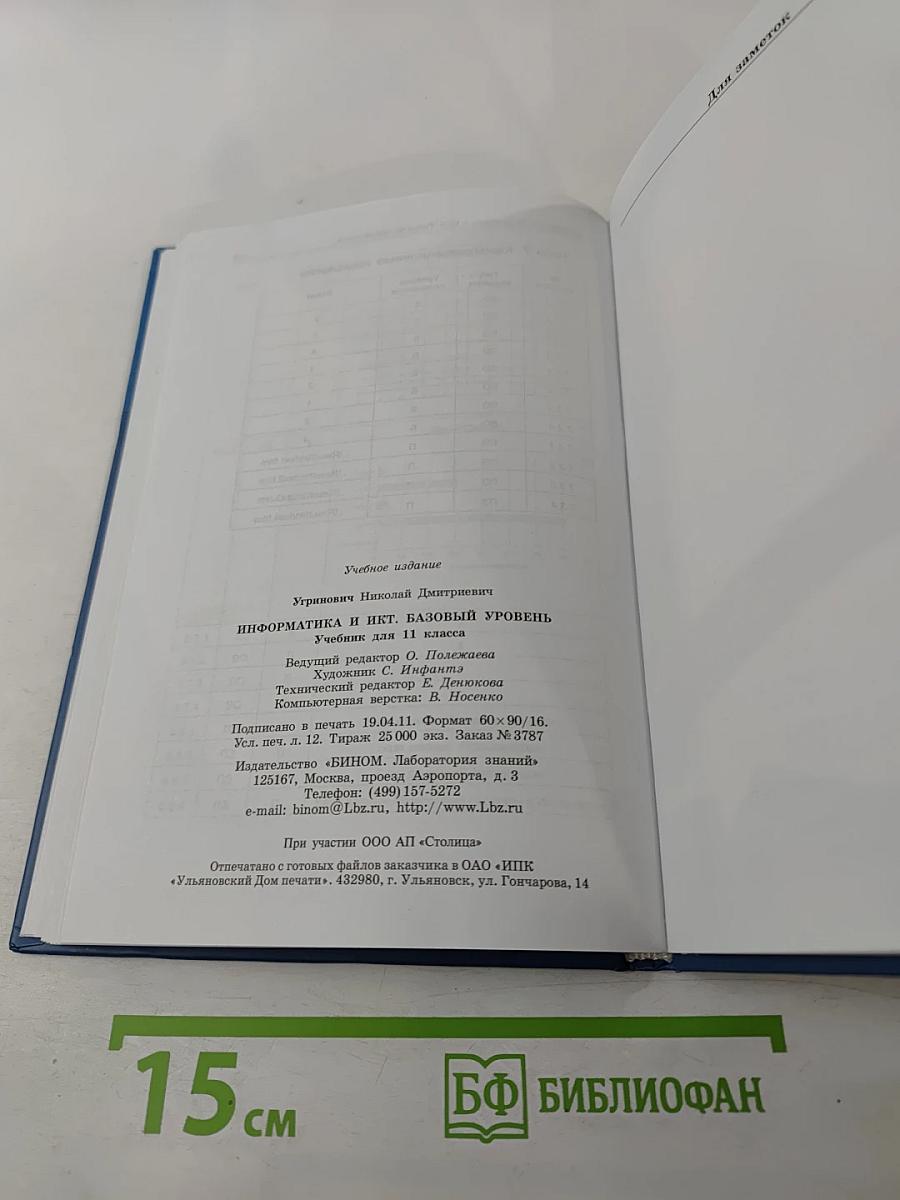 Для заметок
Учебное издание
Угринович Николай Дмитриевич
ИНФОРМАТИКА И ИКТ. БАЗОВЫЙ УРОВЕНЬ
Учебник для 11 класса
Ведущий редактор О. Полежаева
Художник С. Инфантэ
Технический редактор Е. Денюкова
Компьютерная верстка: В. Носенко
Подписано в печать 19.04.11. Формат 60×90/16.
Усл. печ. л. 12. Тираж 25 000 экз. Заказ № 3787
Издательство «БИНОМ. Лаборатория знаний»
125167, Москва, проезд Аэропорта, д. 3
Телефон: (499) 157-5272
e-mail: binom@Lbz.ru, http://www.Lbz.ru
При участии ООО АП «Столица»
Отпечатано с готовых файлов заказчика в ОАО «ИПК
«Ульяновский Дом печати». 432980, г. Ульяновск, ул. Гончарова, 14
15 см
БФ БИБЛИОФАН